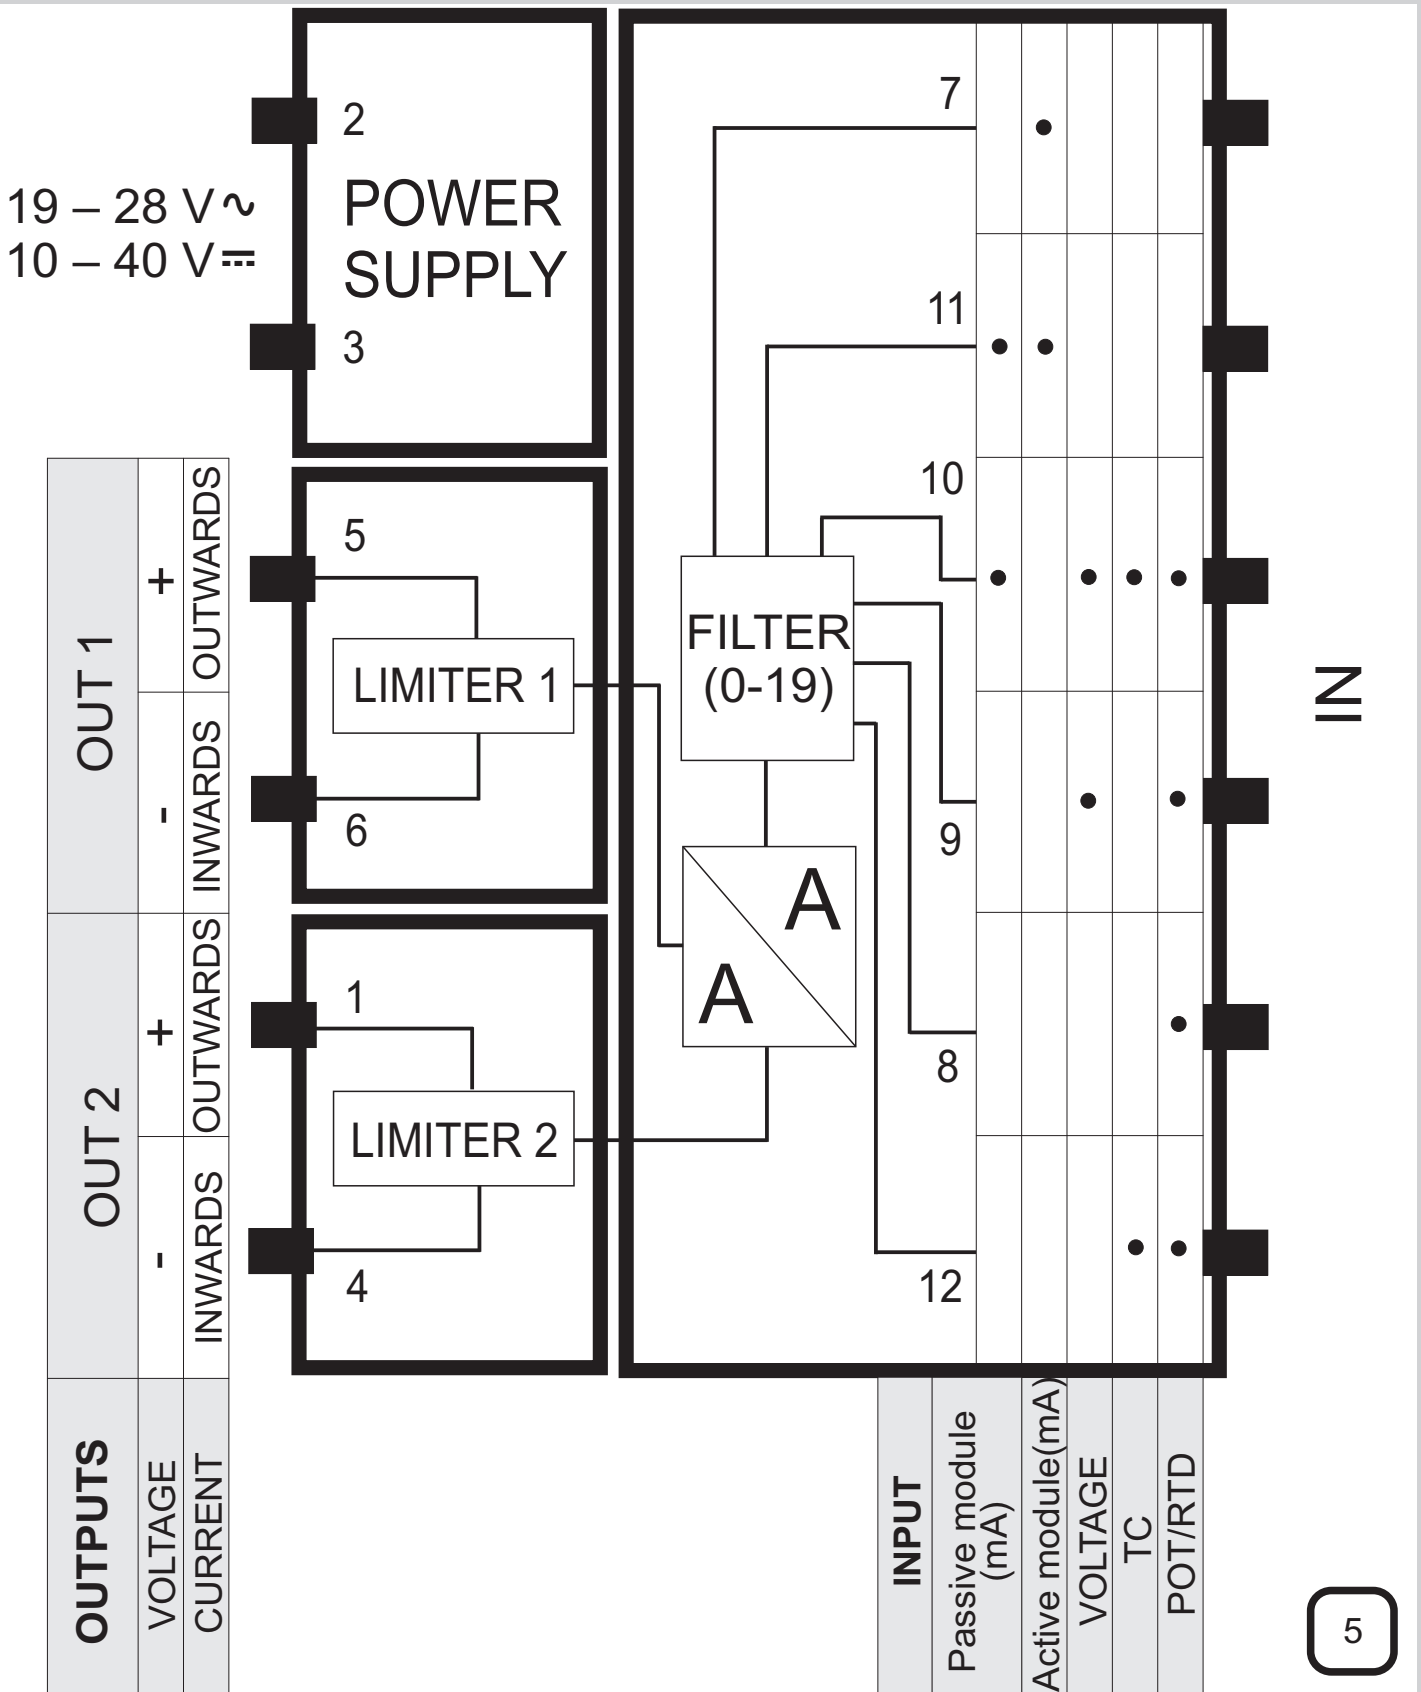 2
19 – 28 V~
10 – 40 V⎓
POWER
SUPPLY
3
7
11
10
5
LIMITER 1
6
FILTER
(0-19)
A
A
9
8
12
1
LIMITER 2
4
IN
OUT 1
+
OUTWARDS
-
INWARDS
OUT 2
+
OUTWARDS
-
INWARDS
OUTPUTS
VOLTAGE
CURRENT
INPUT
Passive module
(mA)
Active module(mA)
VOLTAGE
TC
POT/RTD
5